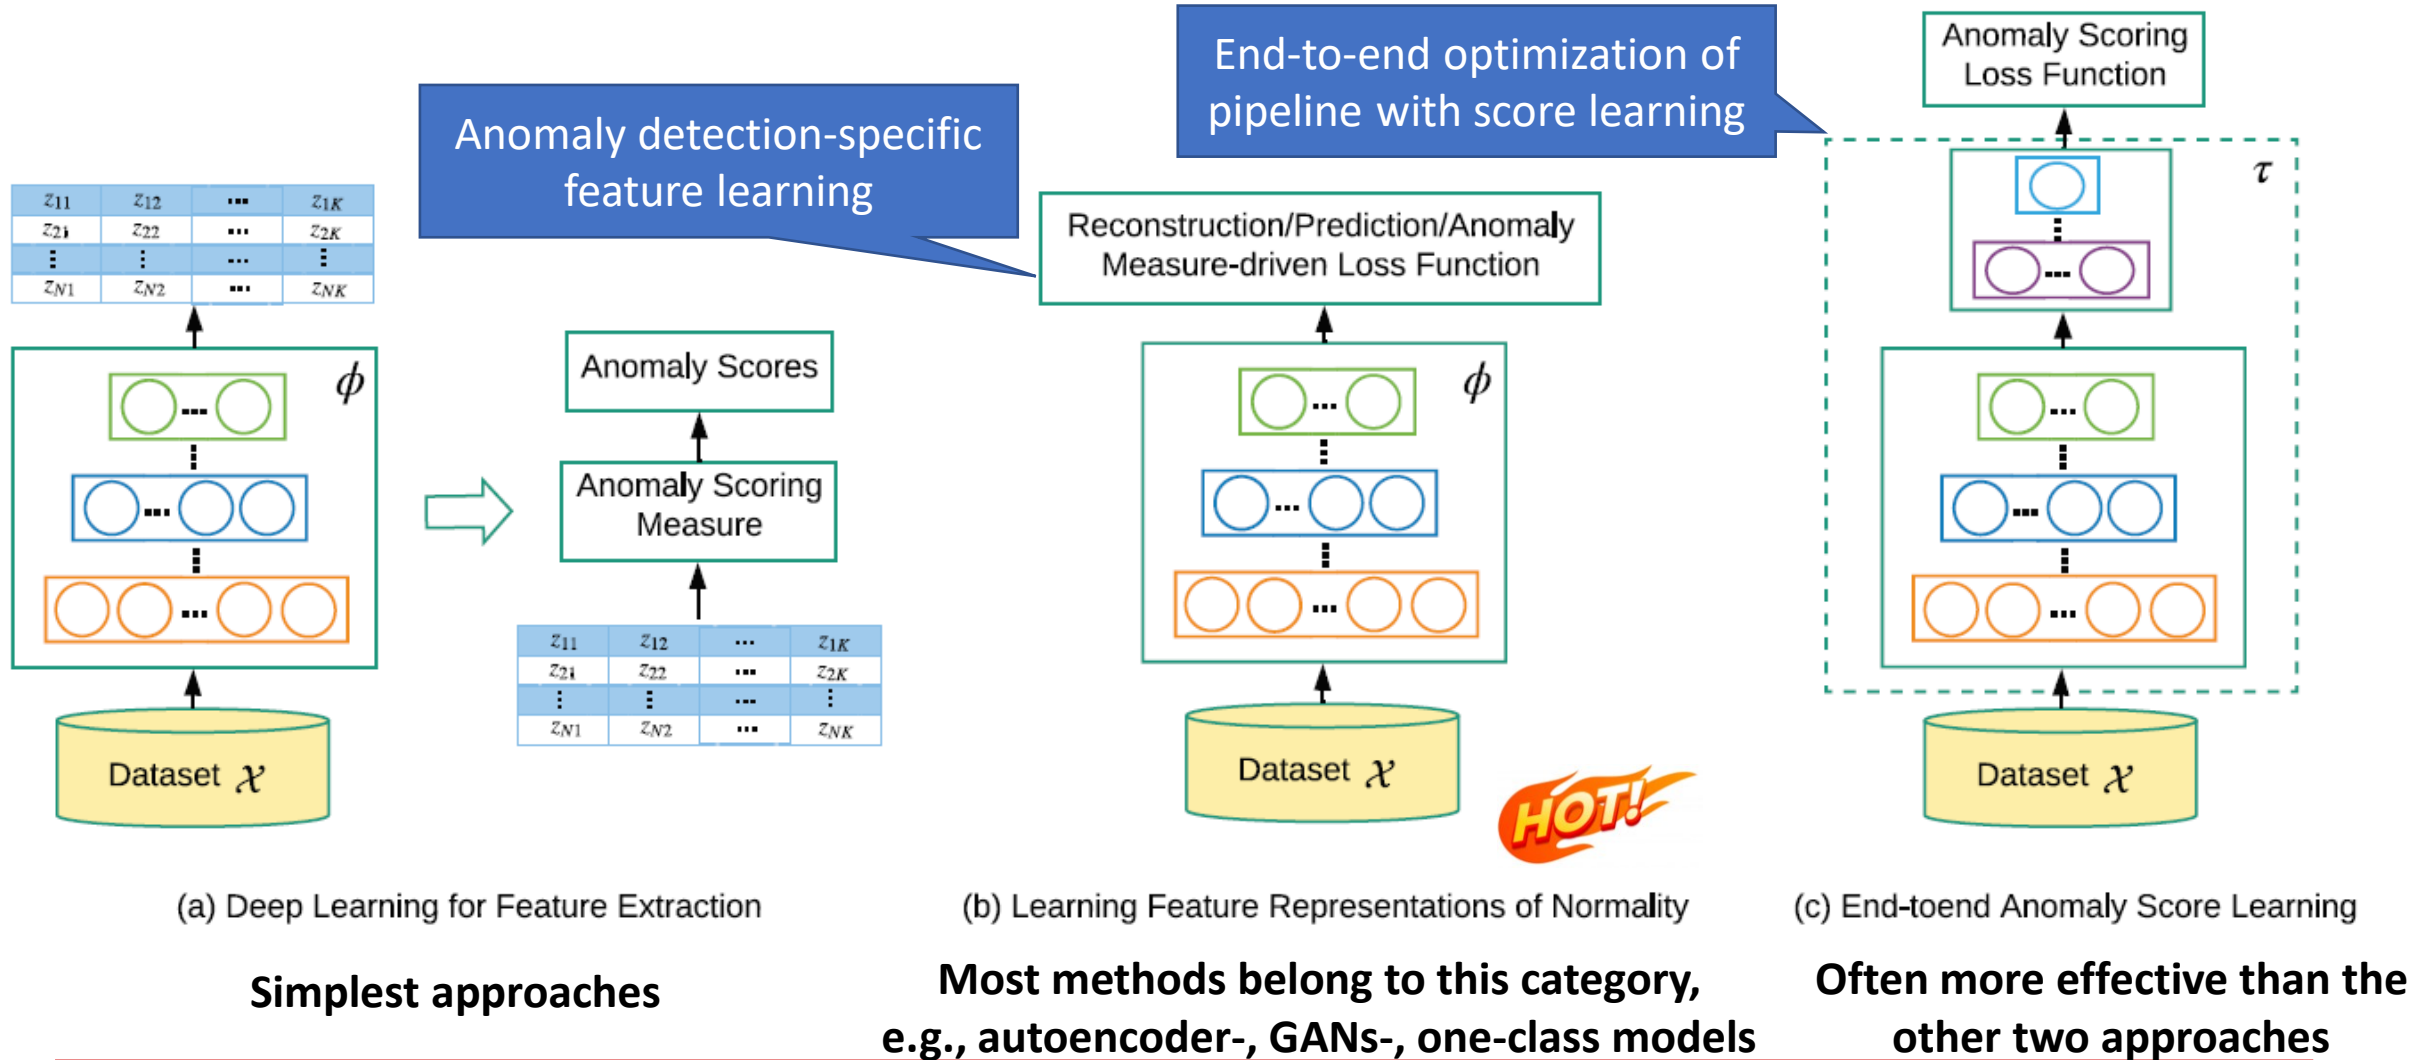 End-to-end optimization of
pipeline with score learning
Anomaly Scoring
Loss Function
Anomaly detection-specific
feature learning
τ
z11 z12 ... z1K
z21 z22 ... z2K
⋮ ⋮ ... ⋮
zN1 zN2 ... zNK
Reconstruction/Prediction/Anomaly
Measure-driven Loss Function
ϕ
...
...
...
Anomaly Scores
Anomaly Scoring
Measure
z11 z12 ... z1K
z21 z22 ... z2K
⋮ ⋮ ... ⋮
zN1 zN2 ... zNK
ϕ
...
...
...
...
...
...
...
Dataset 𝒳
Dataset 𝒳
HOT!
Dataset 𝒳
(a) Deep Learning for Feature Extraction
(b) Learning Feature Representations of Normality
(c) End-toend Anomaly Score Learning
Simplest approaches
Most methods belong to this category,
e.g., autoencoder-, GANs-, one-class models
Often more effective than the
other two approaches